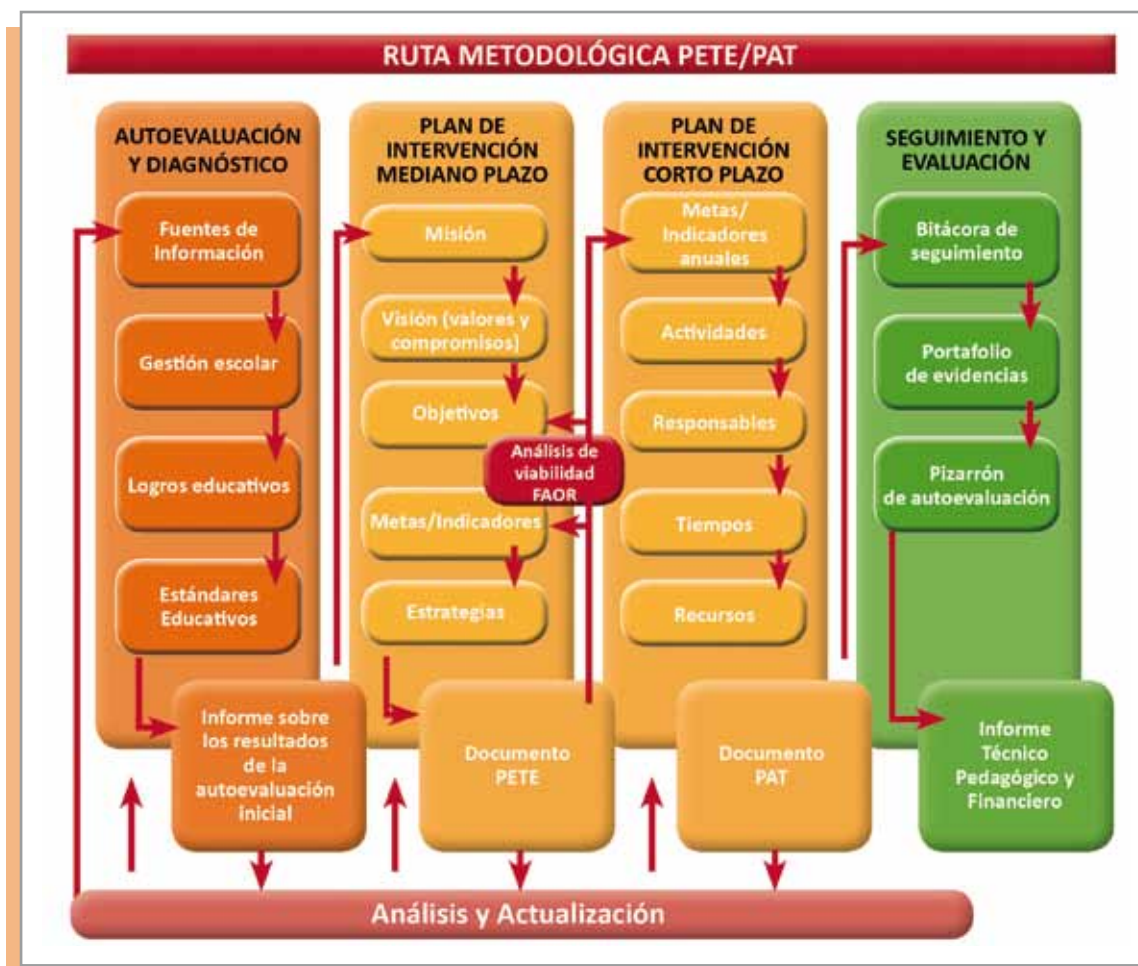 RUTA METODOLÓGICA PETE/PAT
AUTOEVALUACIÓN
Y DIAGNÓSTICO
Fuentes de
Información
Gestión escolar
Logros educativos
Estándares
Educativos
Informe sobre
los resultados
de la
autoevaluación
inicial
PLAN DE
INTERVENCIÓN
MEDIANO PLAZO
Misión
Visión (valores y
compromisos)
Objetivos
Análisis de
viabilidad
FAOR
Metas/Indicadores
Estrategias
Documento
PETE
PLAN DE
INTERVENCIÓN
CORTO PLAZO
Metas/
Indicadores
anuales
Actividades
Responsables
Tiempos
Recursos
Documento
PAT
SEGUIMIENTO Y
EVALUACIÓN
Bitácora de
seguimiento
Portafolio
de evidencias
Pizarrón
de autoevaluación
Informe
Técnico
Pedagógico y
Financiero
Análisis y Actualización